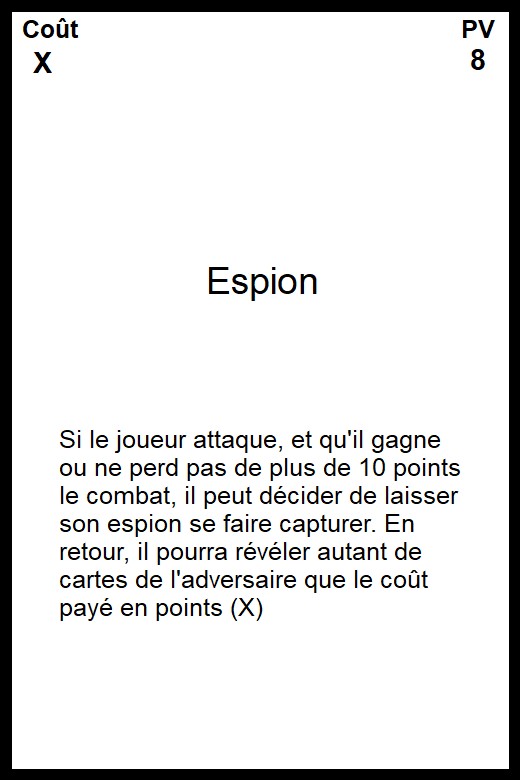 Coût
PV
X
8
Espion
Si le joueur attaque, et qu'il gagne
ou ne perd pas de plus de 10 points
le combat, il peut décider de laisser
son espion se faire capturer. En
retour, il pourra révéler autant de
cartes de l'adversaire que le coût
payé en points (X)